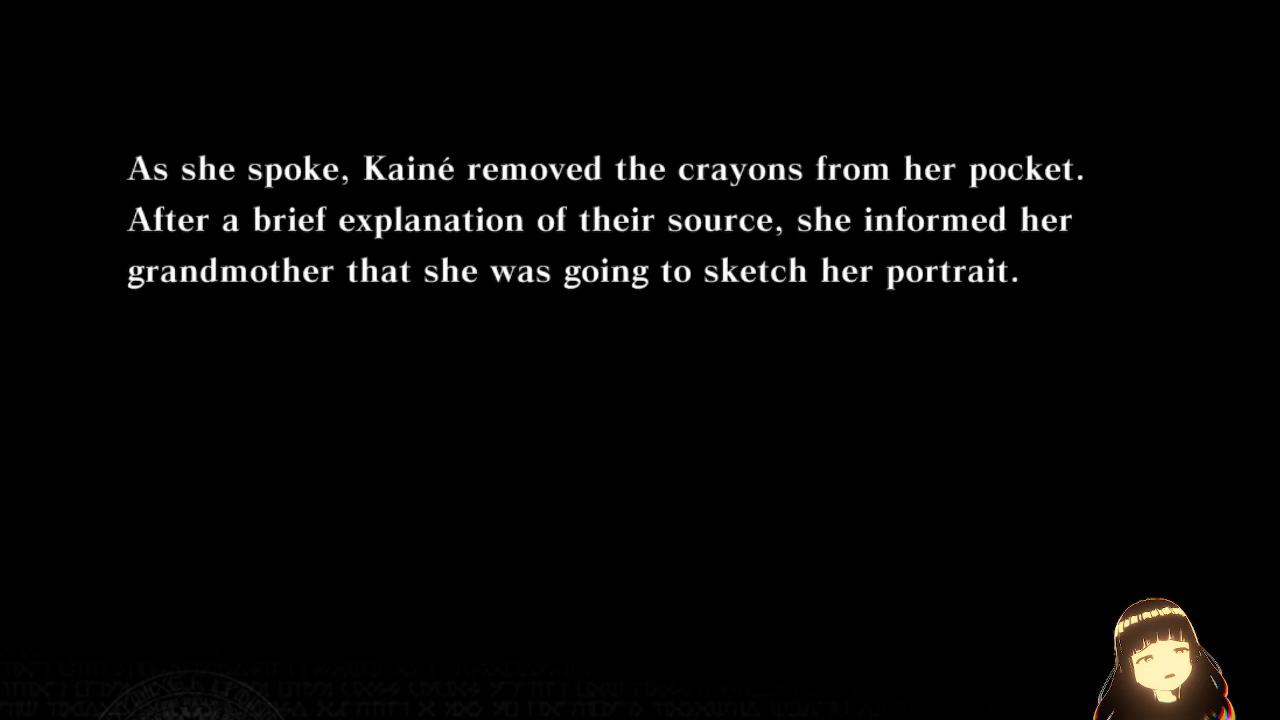 As she spoke, Kainé removed the crayons from her pocket.
After a brief explanation of their source, she informed her
grandmother that she was going to sketch her portrait.